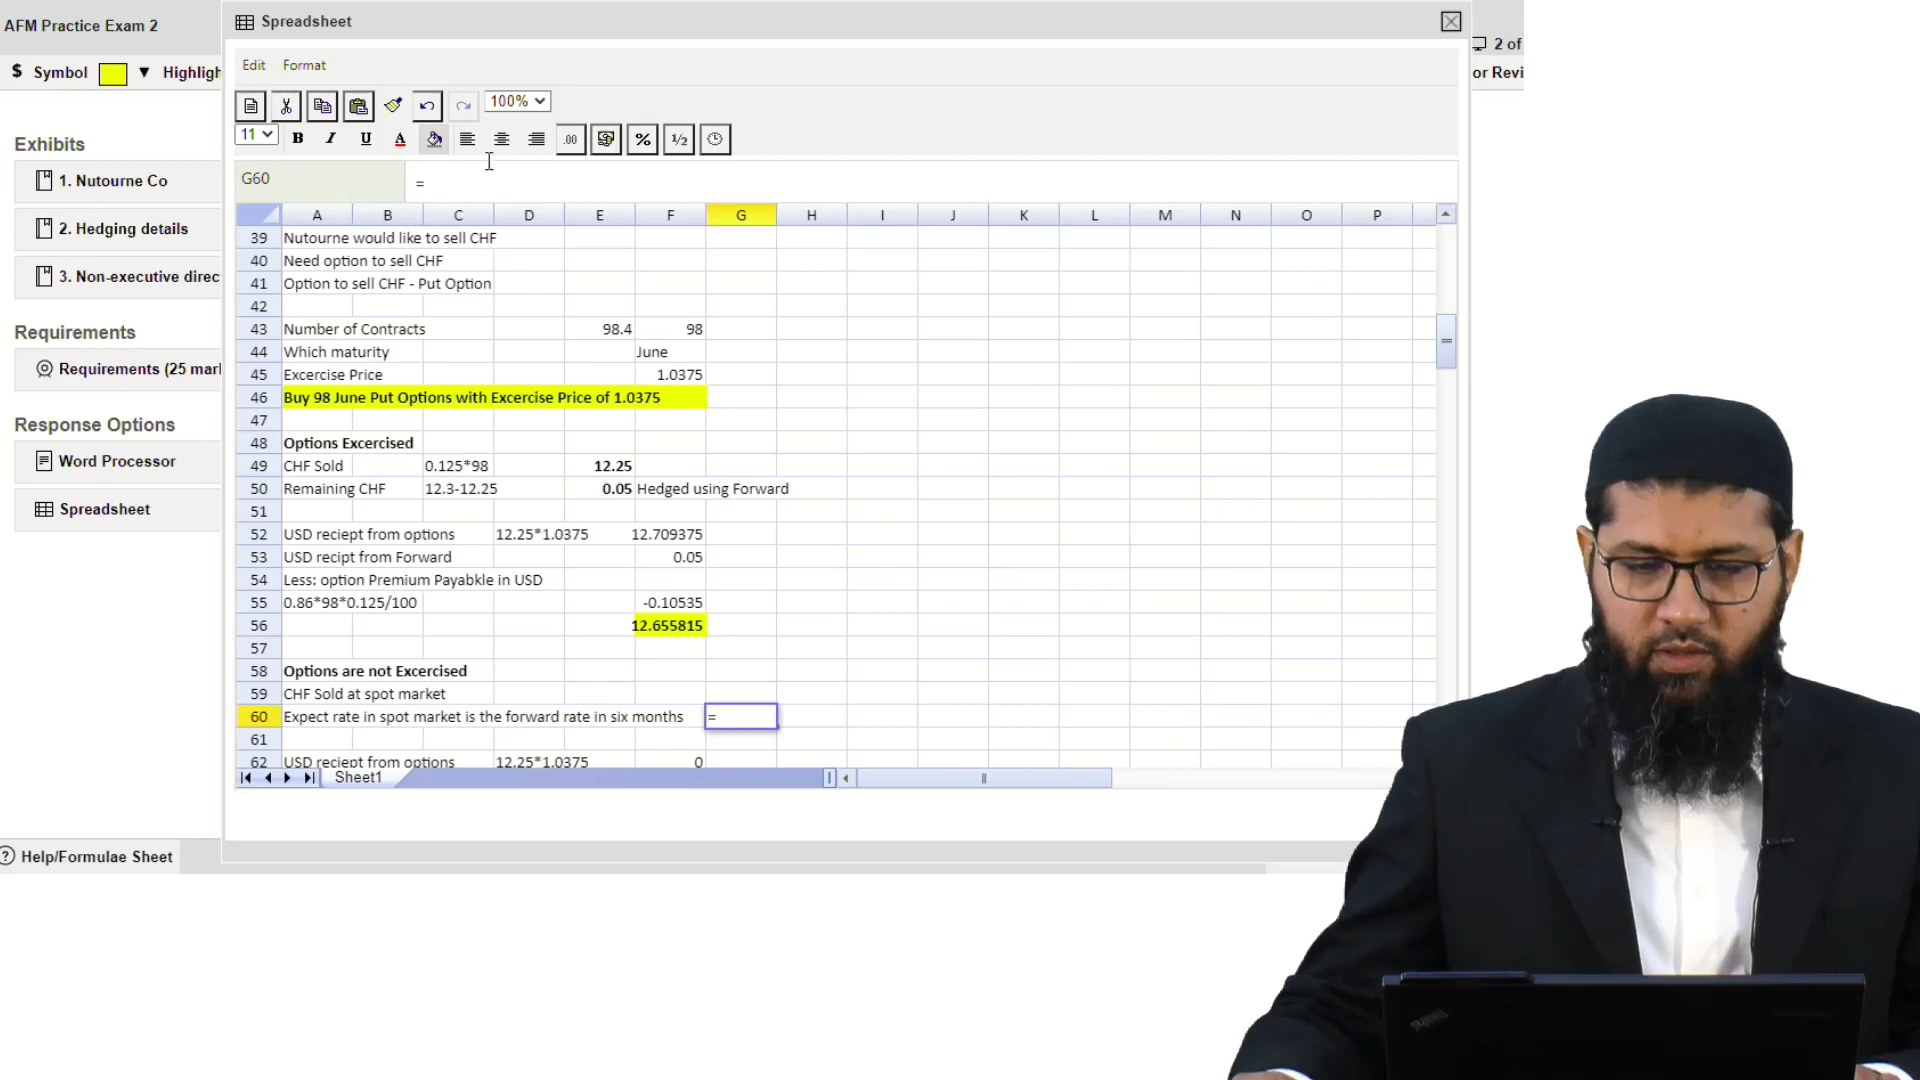 AFM Practice Exam 2
Spreadsheet
2 of
$ Symbol Highligh
or Revi
Edit Format
100%
11 B I U A .00 % 1/2
Exhibits
1. Nutourne Co
2. Hedging details
3. Non-executive direc
Requirements
Requirements (25 mar
Response Options
Word Processor
Spreadsheet
Help/Formulae Sheet
G60 =
A B C D E F G H I J K L M N O P
39 Nutourne would like to sell CHF
40 Need option to sell CHF
41 Option to sell CHF - Put Option
42
43 Number of Contracts 98.4 98
44 Which maturity June
45 Excercise Price 1.0375
46 Buy 98 June Put Options with Excercise Price of 1.0375
47
48 Options Excercised
49 CHF Sold 0.125*98 12.25
50 Remaining CHF 12.3-12.25 0.05 Hedged using Forward
51
52 USD reciept from options 12.25*1.0375 12.709375
53 USD recipt from Forward 0.05
54 Less: option Premium Payabkle in USD
55 0.86*98*0.125/100 -0.10535
56 12.655815
57
58 Options are not Excercised
59 CHF Sold at spot market
60 Expect rate in spot market is the forward rate in six months =
61
62 USD reciept from options 12.25*1.0375 0
Sheet1
ThinkPad